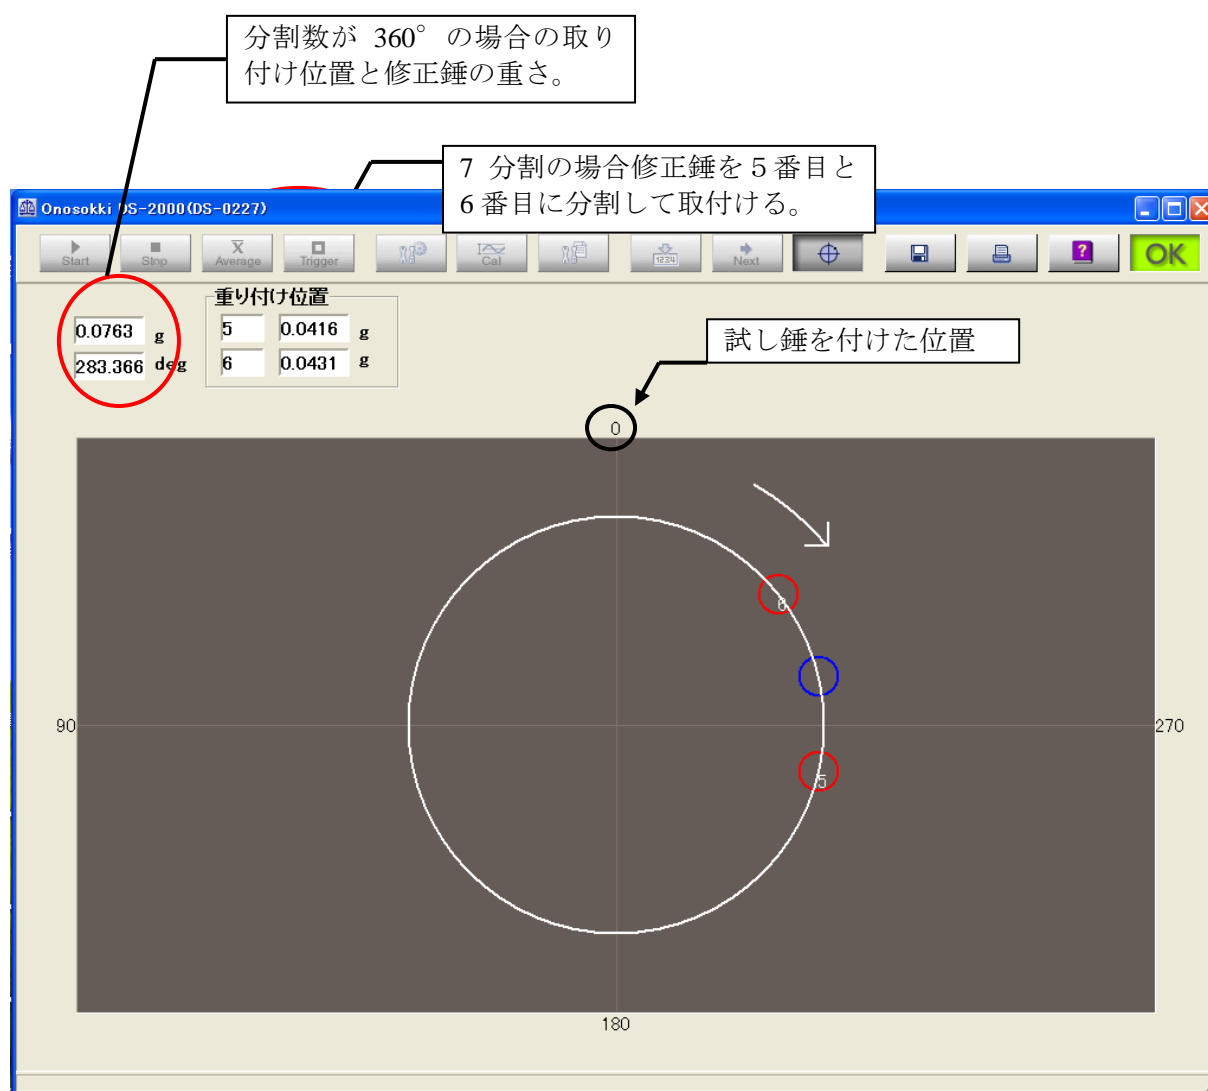 分割数が 360°の場合の取り
付け位置と修正錘の重さ。
7 分割の場合修正錘を５番目と
6 番目に分割して取付ける。
Onosokki DS-2000(DS-0227)
Start Stop Average Trigger Cal 1234 Next ? OK
重り付け位置
0.0763 g 5 0.0416 g
283.366 deg 6 0.0431 g
試し錘を付けた位置
0
6
90 270
5
180